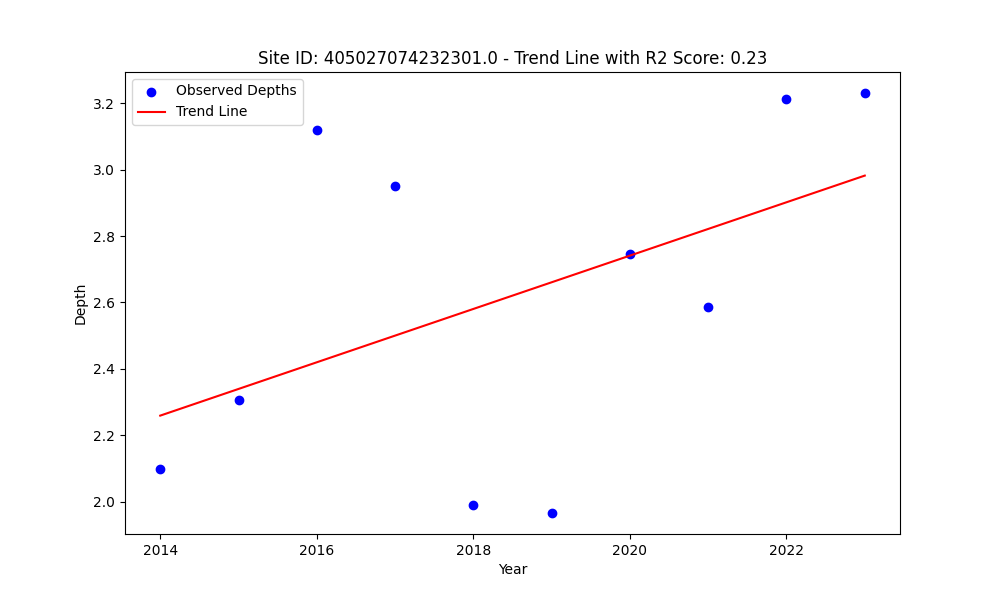 Site ID: 405027074232301.0 - Trend Line with R2 Score: 0.23
Observed Depths
Trend Line
3.2
3.0
2.8
2.6
2.4
2.2
2.0
Depth
2014
2016
2018
2020
2022
Year